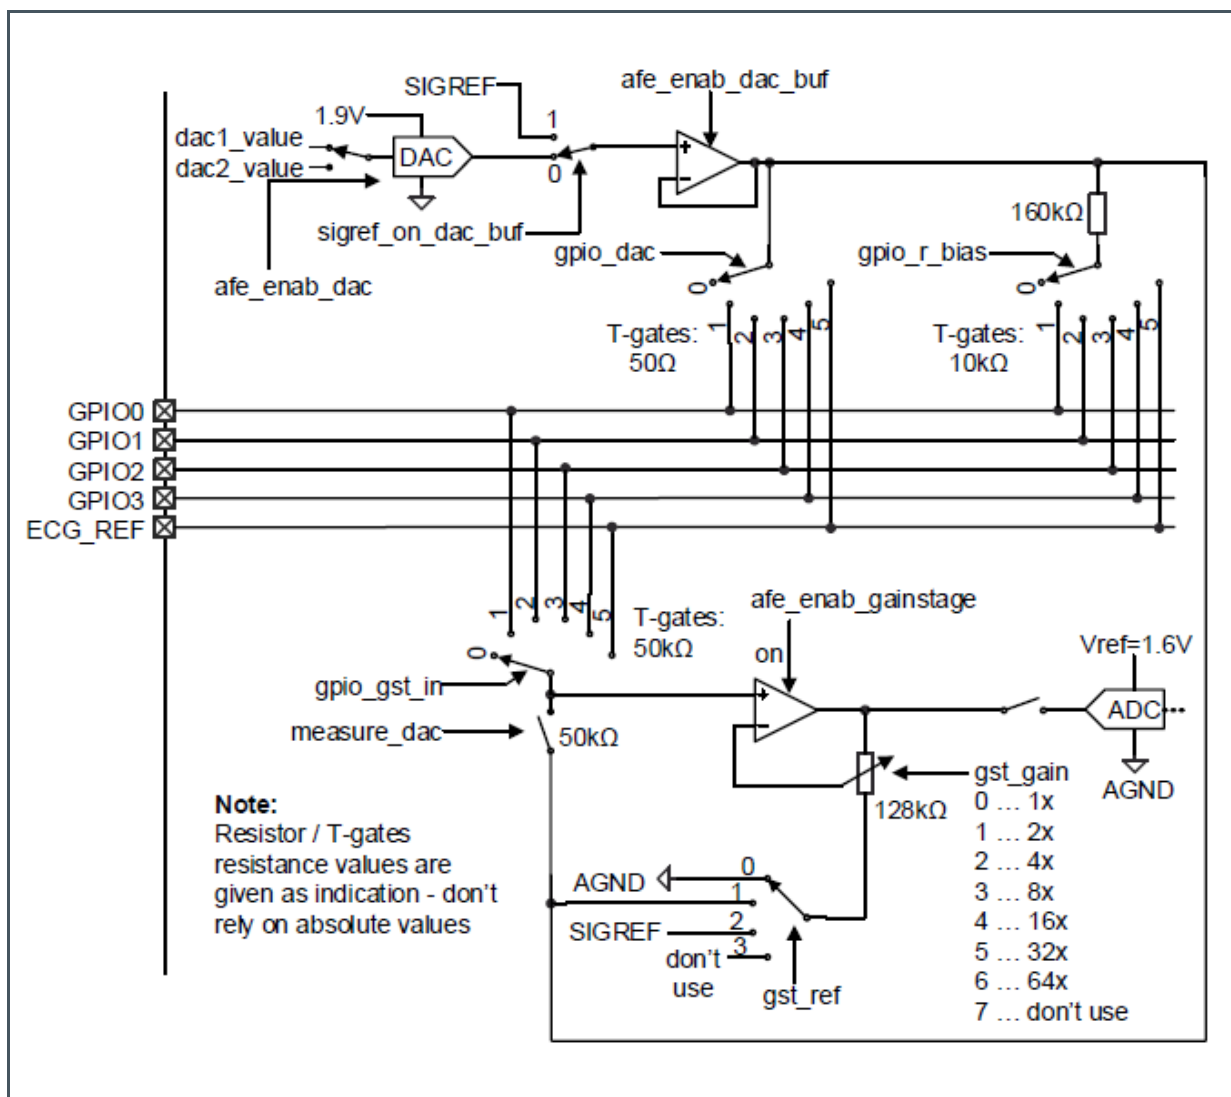 afe_enab_dac_buf
SIGREF
1.9V
1
dac1_value
DAC
dac2_value
0
+
-
sigref_on_dac_buf
afe_enab_dac
gpio_dac
160kΩ
gpio_r_bias
0
0
T-gates:
50Ω
1
2
3
4
5
T-gates:
10kΩ
1
2
3
4
5
GPIO0
GPIO1
GPIO2
GPIO3
ECG_REF
1
2
3
4
5
T-gates:
50kΩ
0
gpio_gst_in
measure_dac
50kΩ
afe_enab_gainstage
on
+
-
Vref=1.6V
ADC
AGND
128kΩ
gst_gain
0 ... 1x
1 ... 2x
2 ... 4x
3 ... 8x
4 ... 16x
5 ... 32x
6 ... 64x
7 ... don't use
Note:
Resistor / T-gates
resistance values are
given as indication - don't
rely on absolute values
AGND
0
1
SIGREF
2
3
don't
use
gst_ref